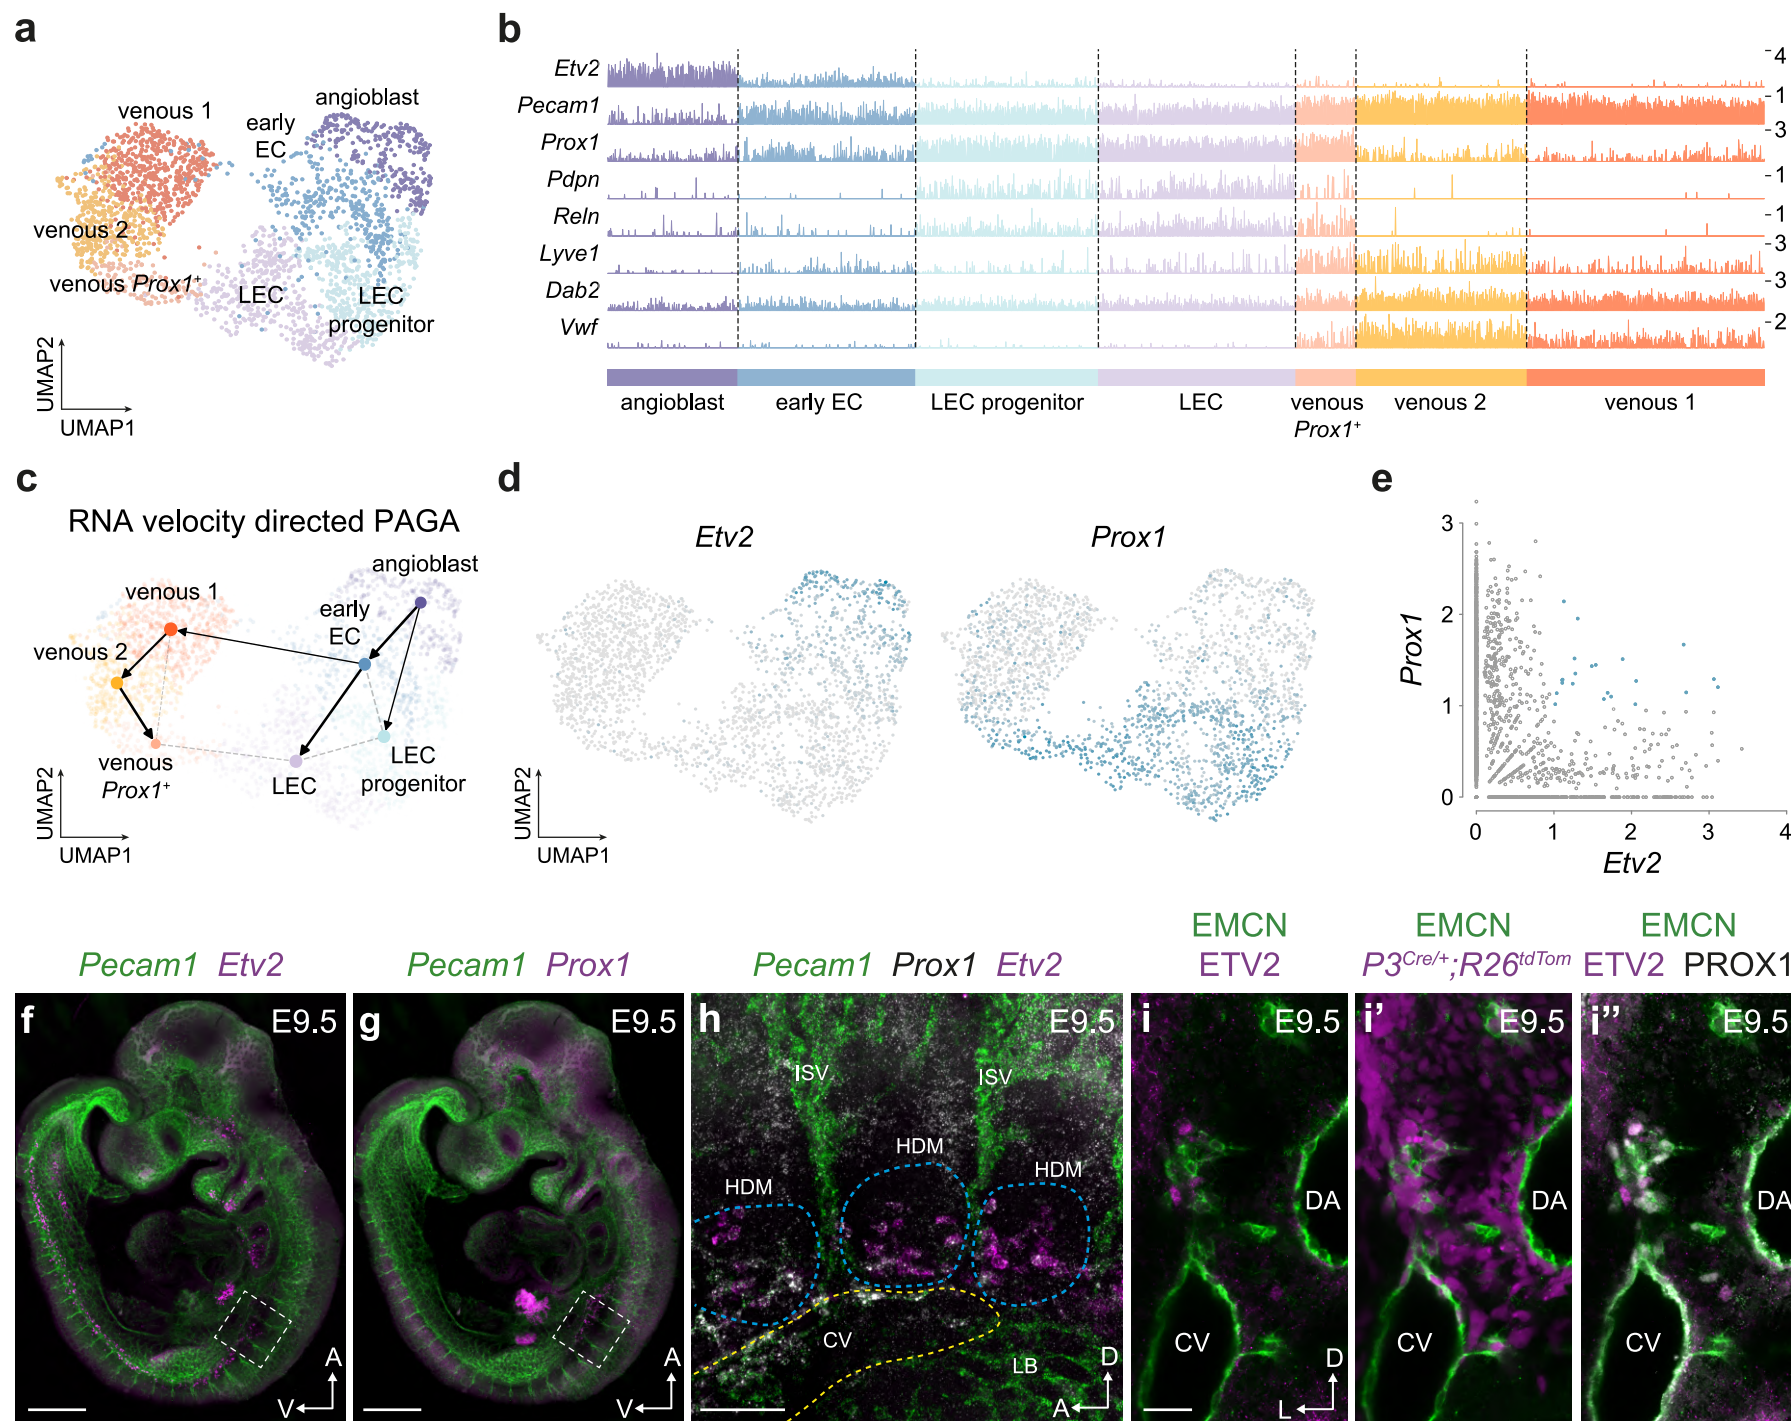 a
venous 1
angioblast
early
EC
venous 2
venous Prox1+
LEC
LEC
progenitor
UMAP2
UMAP1
b
Etv2
4
Pecam1
1
Prox1
3
Pdpn
1
Reln
1
Lyve1
3
Dab2
3
Vwf
2
angioblast
early EC
LEC progenitor
LEC
venous
Prox1+
venous 2
venous 1
c
RNA velocity directed PAGA
angioblast
venous 1
early
EC
venous 2
venous
Prox1+
LEC
LEC
progenitor
UMAP2
UMAP1
d
Etv2
Prox1
UMAP2
UMAP1
e
Prox1
3
2
1
0
0 1 2 3 4
Etv2
Pecam1 Etv2
f
E9.5
A
V
Pecam1 Prox1
g
E9.5
A
V
Pecam1 Prox1 Etv2
h
E9.5
ISV
ISV
HDM
HDM
HDM
CV
LB
D
A
EMCN
ETV2
i
E9.5
DA
CV
D
L
EMCN
P3Cre/+;R26tdTom
i'
E9.5
DA
CV
EMCN
ETV2 PROX1
i''
E9.5
DA
CV